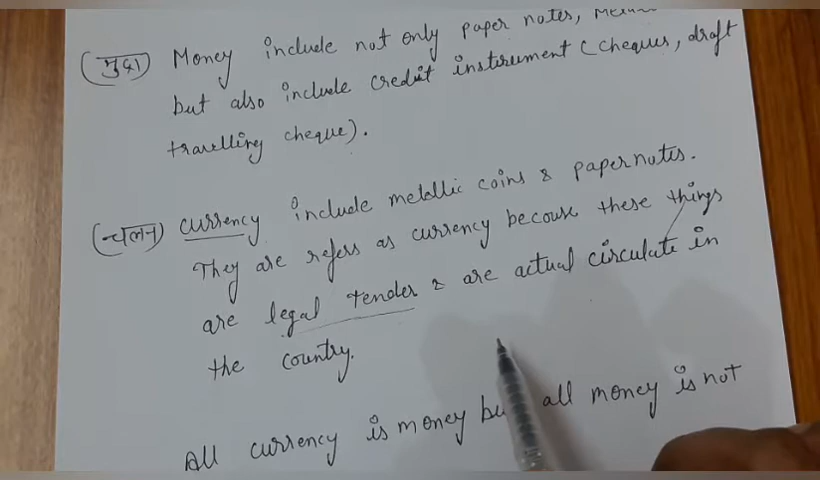 (मुद्रा) Money include not only paper notes,
but also include credit instrument (cheques, draft
travelling cheque).
(चलन) currency include metallic coins & paper notes.
They are refers as currency becouse these things
are legal tender & are actual circulate in
the country.
All currency is money but all money is not